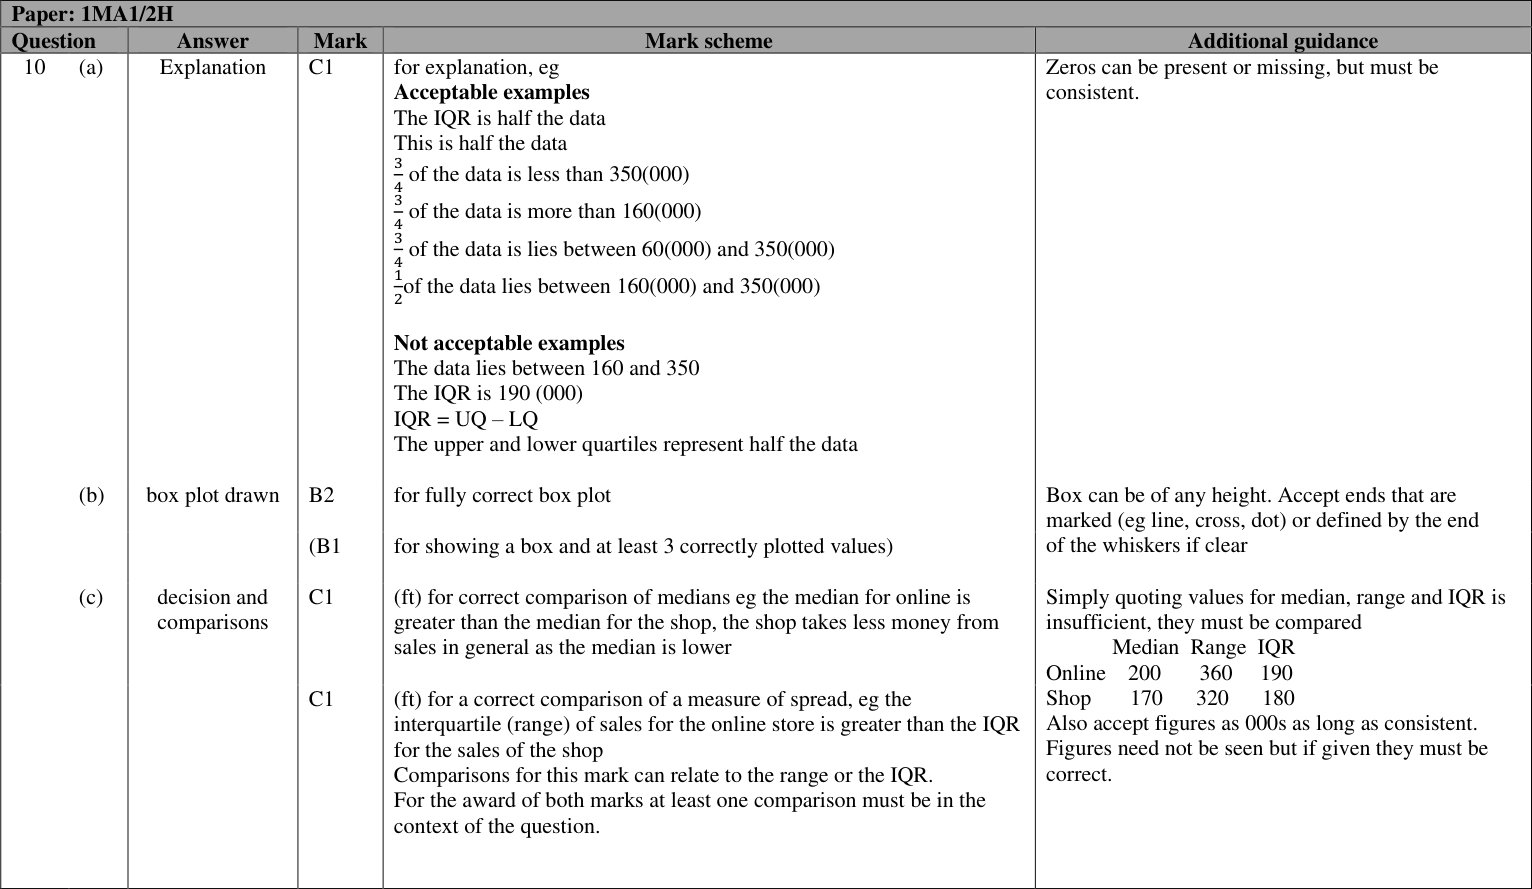 Paper: 1MA1/2H
Question Answer Mark Mark scheme Additional guidance
10 (a) Explanation C1 for explanation, eg Zeros can be present or missing, but must be
Acceptable examples consistent.
The IQR is half the data
This is half the data
3/4 of the data is less than 350(000)
3/4 of the data is more than 160(000)
3/4 of the data is lies between 60(000) and 350(000)
1/2of the data lies between 160(000) and 350(000)
Not acceptable examples
The data lies between 160 and 350
The IQR is 190 (000)
IQR = UQ – LQ
The upper and lower quartiles represent half the data
(b) box plot drawn B2 for fully correct box plot Box can be of any height. Accept ends that are
marked (eg line, cross, dot) or defined by the end
(B1 for showing a box and at least 3 correctly plotted values) of the whiskers if clear
(c) decision and C1 (ft) for correct comparison of medians eg the median for online is Simply quoting values for median, range and IQR is
comparisons greater than the median for the shop, the shop takes less money from insufficient, they must be compared
sales in general as the median is lower Median Range IQR
Online 200 360 190
C1 (ft) for a correct comparison of a measure of spread, eg the Shop 170 320 180
interquartile (range) of sales for the online store is greater than the IQR Also accept figures as 000s as long as consistent.
for the sales of the shop Figures need not be seen but if given they must be
Comparisons for this mark can relate to the range or the IQR. correct.
For the award of both marks at least one comparison must be in the
context of the question.